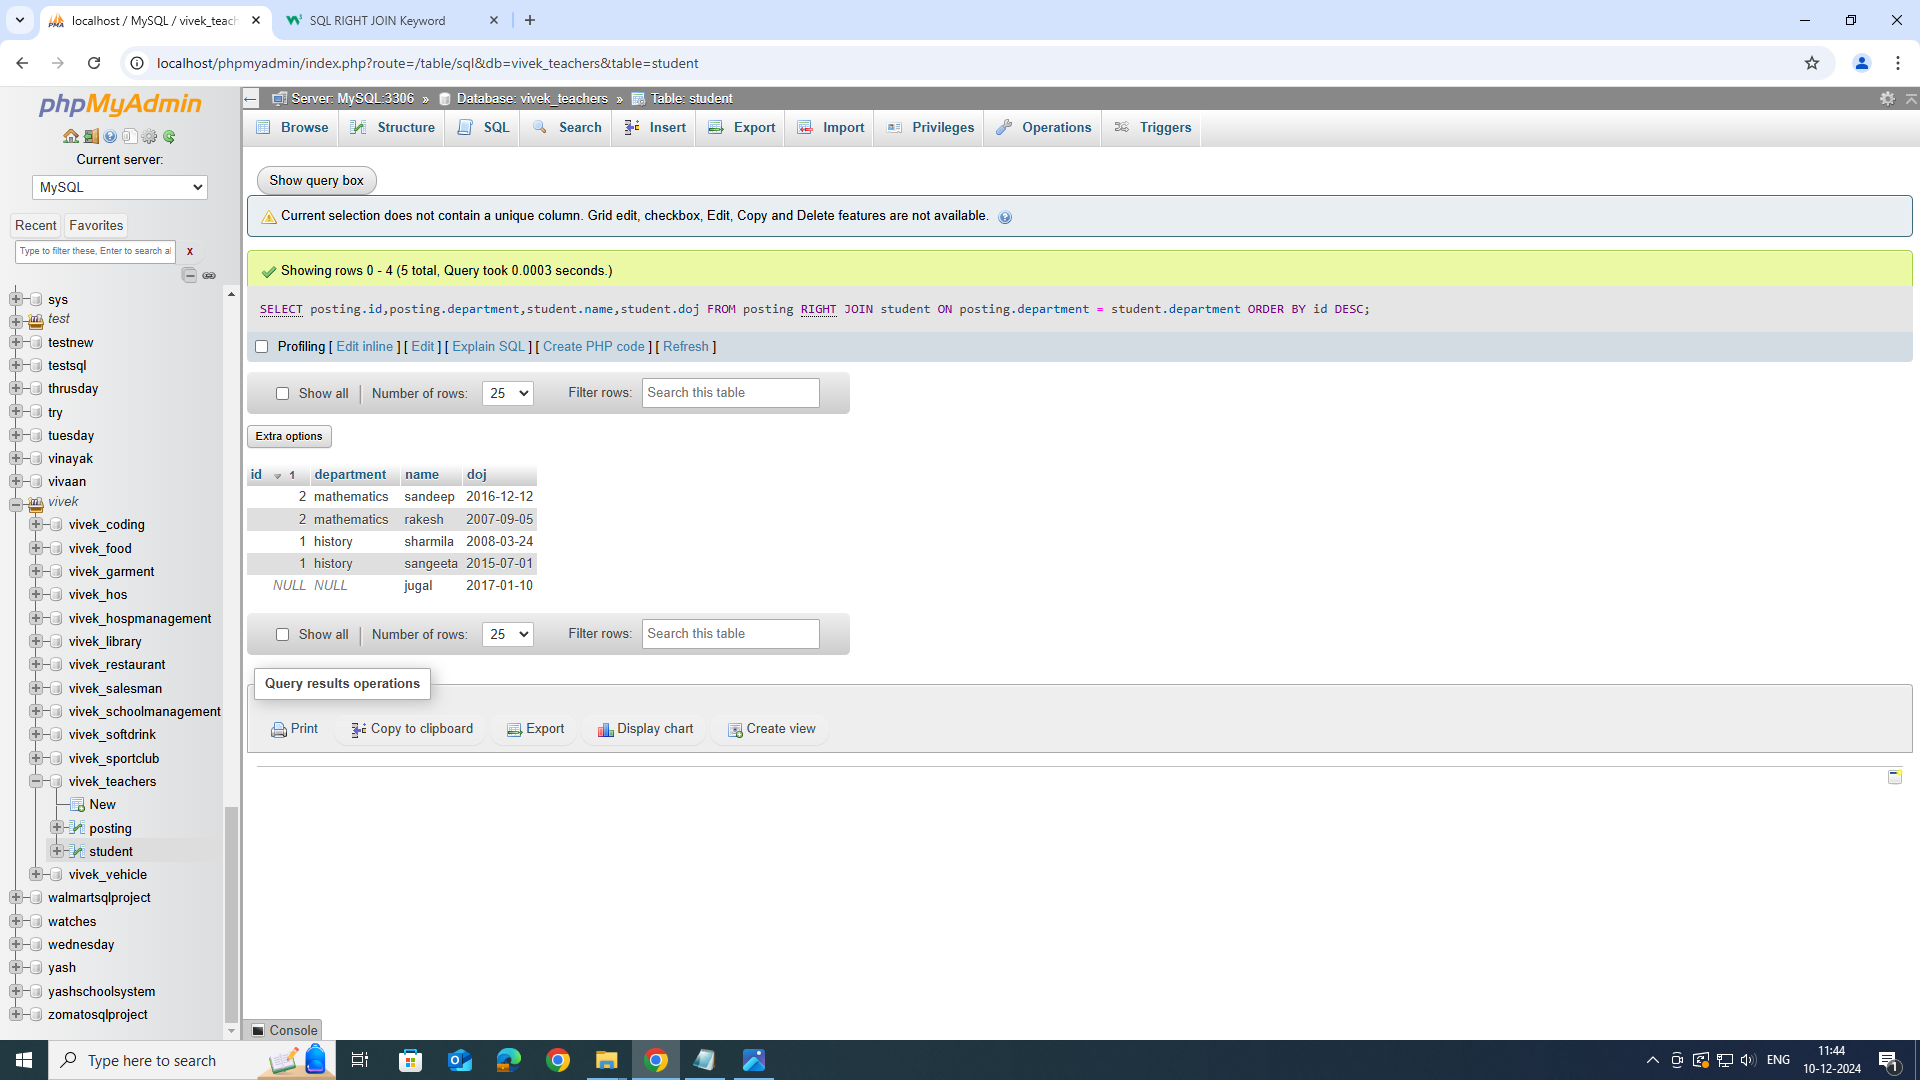 localhost / MySQL / vivek_teach
SQL RIGHT JOIN Keyword
localhost/phpmyadmin/index.php?route=/table/sql&db=vivek_teachers&table=student
phpMyAdmin
Current server:
MySQL
Recent Favorites
Type to filter these, Enter to search al X
sys
test
testnew
testsql
thrusday
try
tuesday
vinayak
vivaan
vivek
vivek_coding
vivek_food
vivek_garment
vivek_hos
vivek_hospmanagement
vivek_library
vivek_restaurant
vivek_salesman
vivek_schoolmanagement
vivek_softdrink
vivek_sportclub
vivek_teachers
New
posting
student
vivek_vehicle
walmartsqlproject
watches
wednesday
yash
yashschoolsystem
zomatosqlproject
Server: MySQL:3306 » Database: vivek_teachers » Table: student
Browse Structure SQL Search Insert Export Import Privileges Operations Triggers
Show query box
Current selection does not contain a unique column. Grid edit, checkbox, Edit, Copy and Delete features are not available.
Showing rows 0 - 4 (5 total, Query took 0.0003 seconds.)
SELECT posting.id,posting.department,student.name,student.doj FROM posting RIGHT JOIN student ON posting.department = student.department ORDER BY id DESC;
Profiling [ Edit inline ] [ Edit ] [ Explain SQL ] [ Create PHP code ] [ Refresh ]
Show all | Number of rows: 25 Filter rows: Search this table
Extra options
id 1 department name doj
2 mathematics sandeep 2016-12-12
2 mathematics rakesh 2007-09-05
1 history sharmila 2008-03-24
1 history sangeeta 2015-07-01
NULL NULL jugal 2017-01-10
Show all | Number of rows: 25 Filter rows: Search this table
Query results operations
Print Copy to clipboard Export Display chart Create view
Console
Type here to search
ENG
11:44
10-12-2024
1